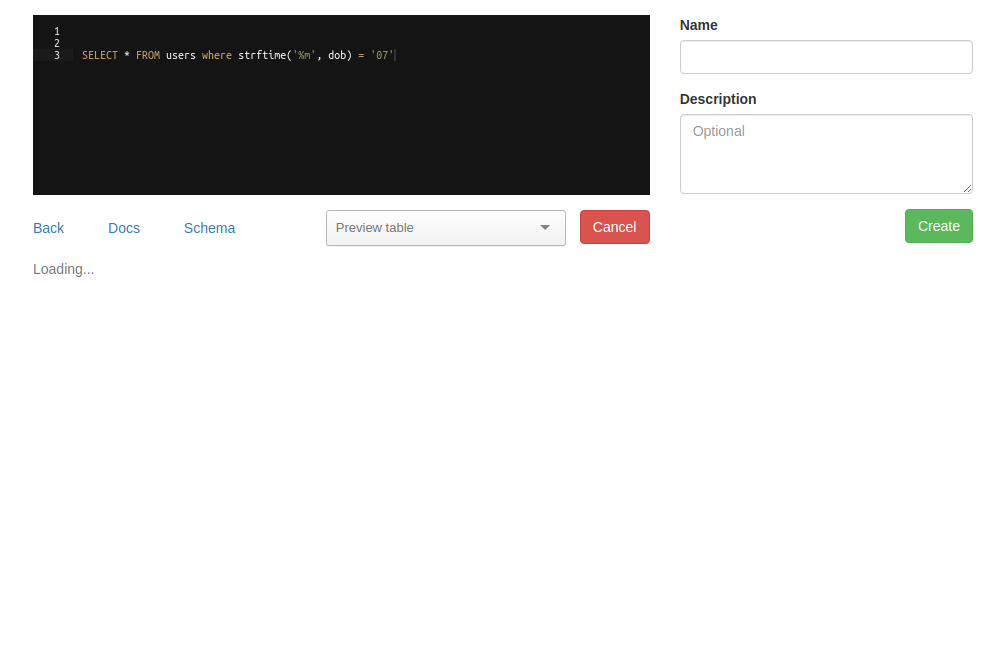 1
2
3 SELECT * FROM users where strftime('%m', dob) = '07'
Back Docs Schema Preview table Cancel
Loading...
Name
Description
Optional
Create